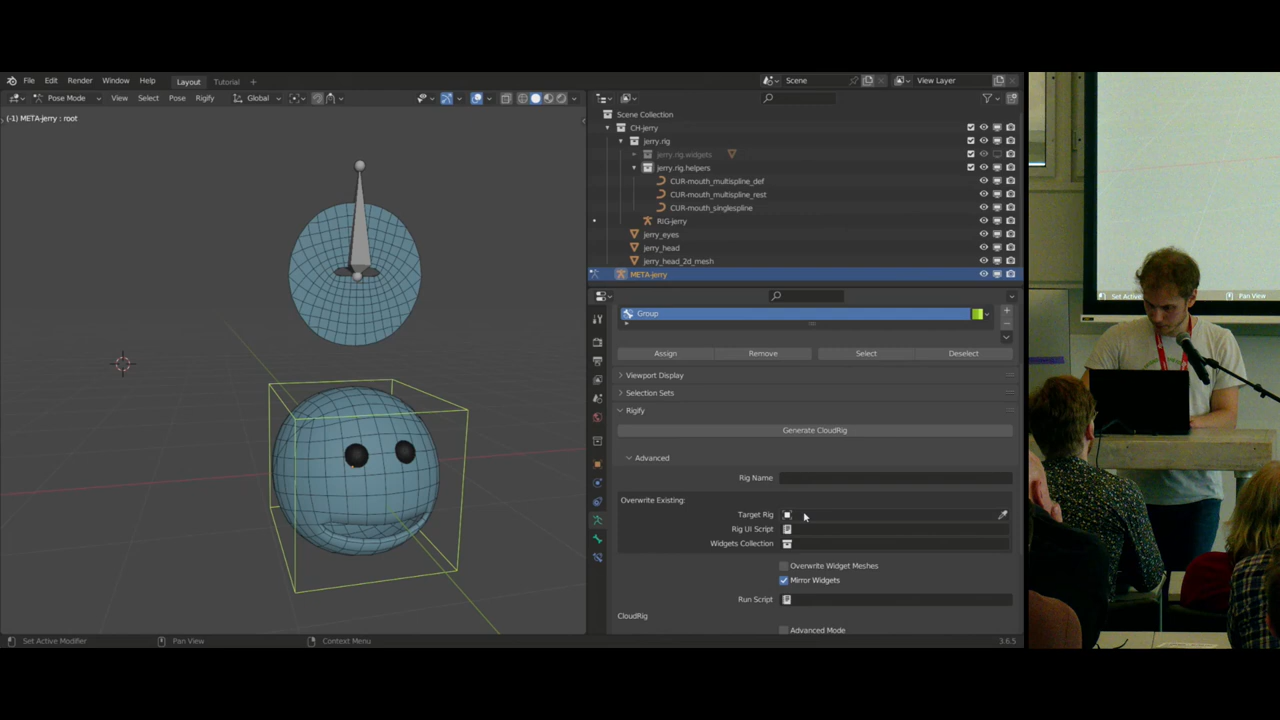 File Edit Render Window Help Layout Tutorial + Scene View Layer
Pose Mode View Select Pose Rigify Global
(-1) META-jerry : root
Scene Collection
CH-jerry
jerry.rig
jerry.rig.widgets
jerry.rig.helpers
CUR-mouth_multispline_def
CUR-mouth_multispline_rest
CUR-mouth_singlespline
RIG-jerry
jerry_eyes
jerry_head
jerry_head_2d_mesh
META-jerry
Group
Assign Remove Select Deselect
Viewport Display
Selection Sets
Rigify
Generate CloudRig
Advanced
Rig Name
Overwrite Existing:
Target Rig
Rig UI Script
Widgets Collection
Overwrite Widget Meshes
Mirror Widgets
Run Script
CloudRig
Advanced Mode
Set Active Modifier Pan View Context Menu 3.6.5
Set Active Pan View